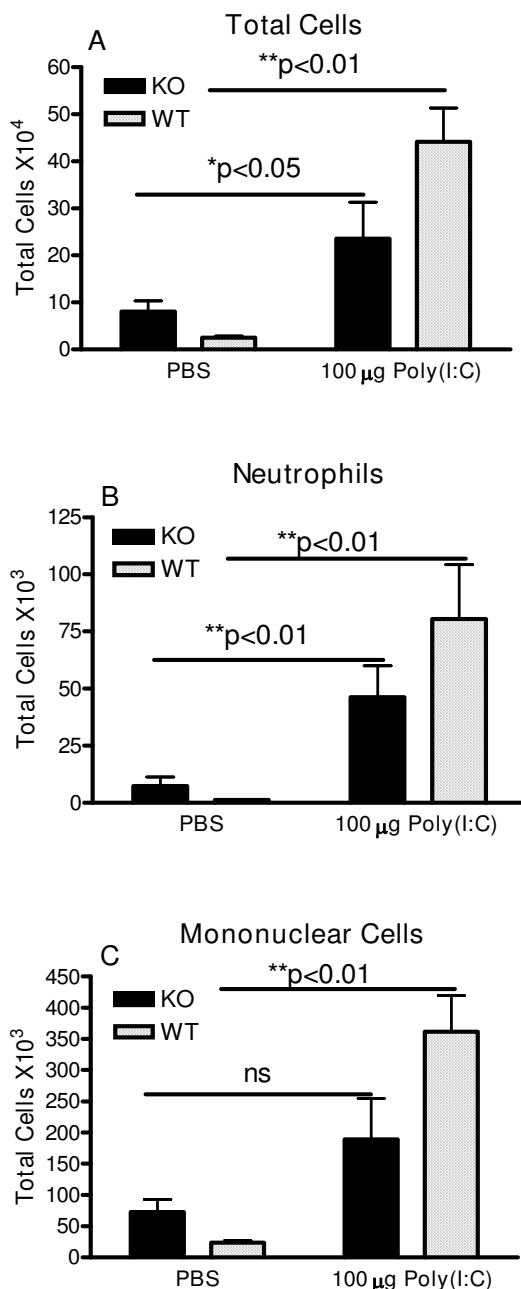 A
Total Cells
**p<0.01
KO
WT
*p<0.05
Total Cells X10⁴
60
50
40
30
20
10
0
PBS
100 µg Poly(I:C)
B
Neutrophils
**p<0.01
KO
WT
**p<0.01
Total Cells X10³
125
100
75
50
25
0
PBS
100 µg Poly(I:C)
C
Mononuclear Cells
**p<0.01
KO
WT
ns
Total Cells X10³
450
400
350
300
250
200
150
100
50
0
PBS
100 µg Poly(I:C)